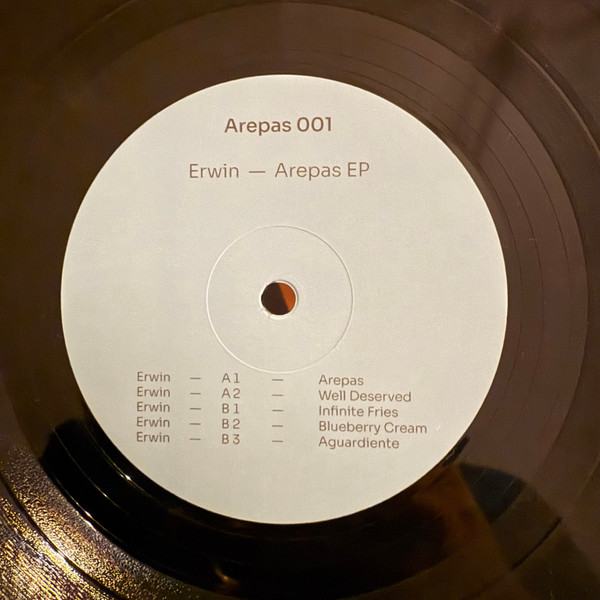 Arepas 001
Erwin — Arepas EP
Erwin — A1 — Arepas
Erwin — A2 — Well Deserved
Erwin — B1 — Infinite Fries
Erwin — B2 — Blueberry Cream
Erwin — B3 — Aguardiente